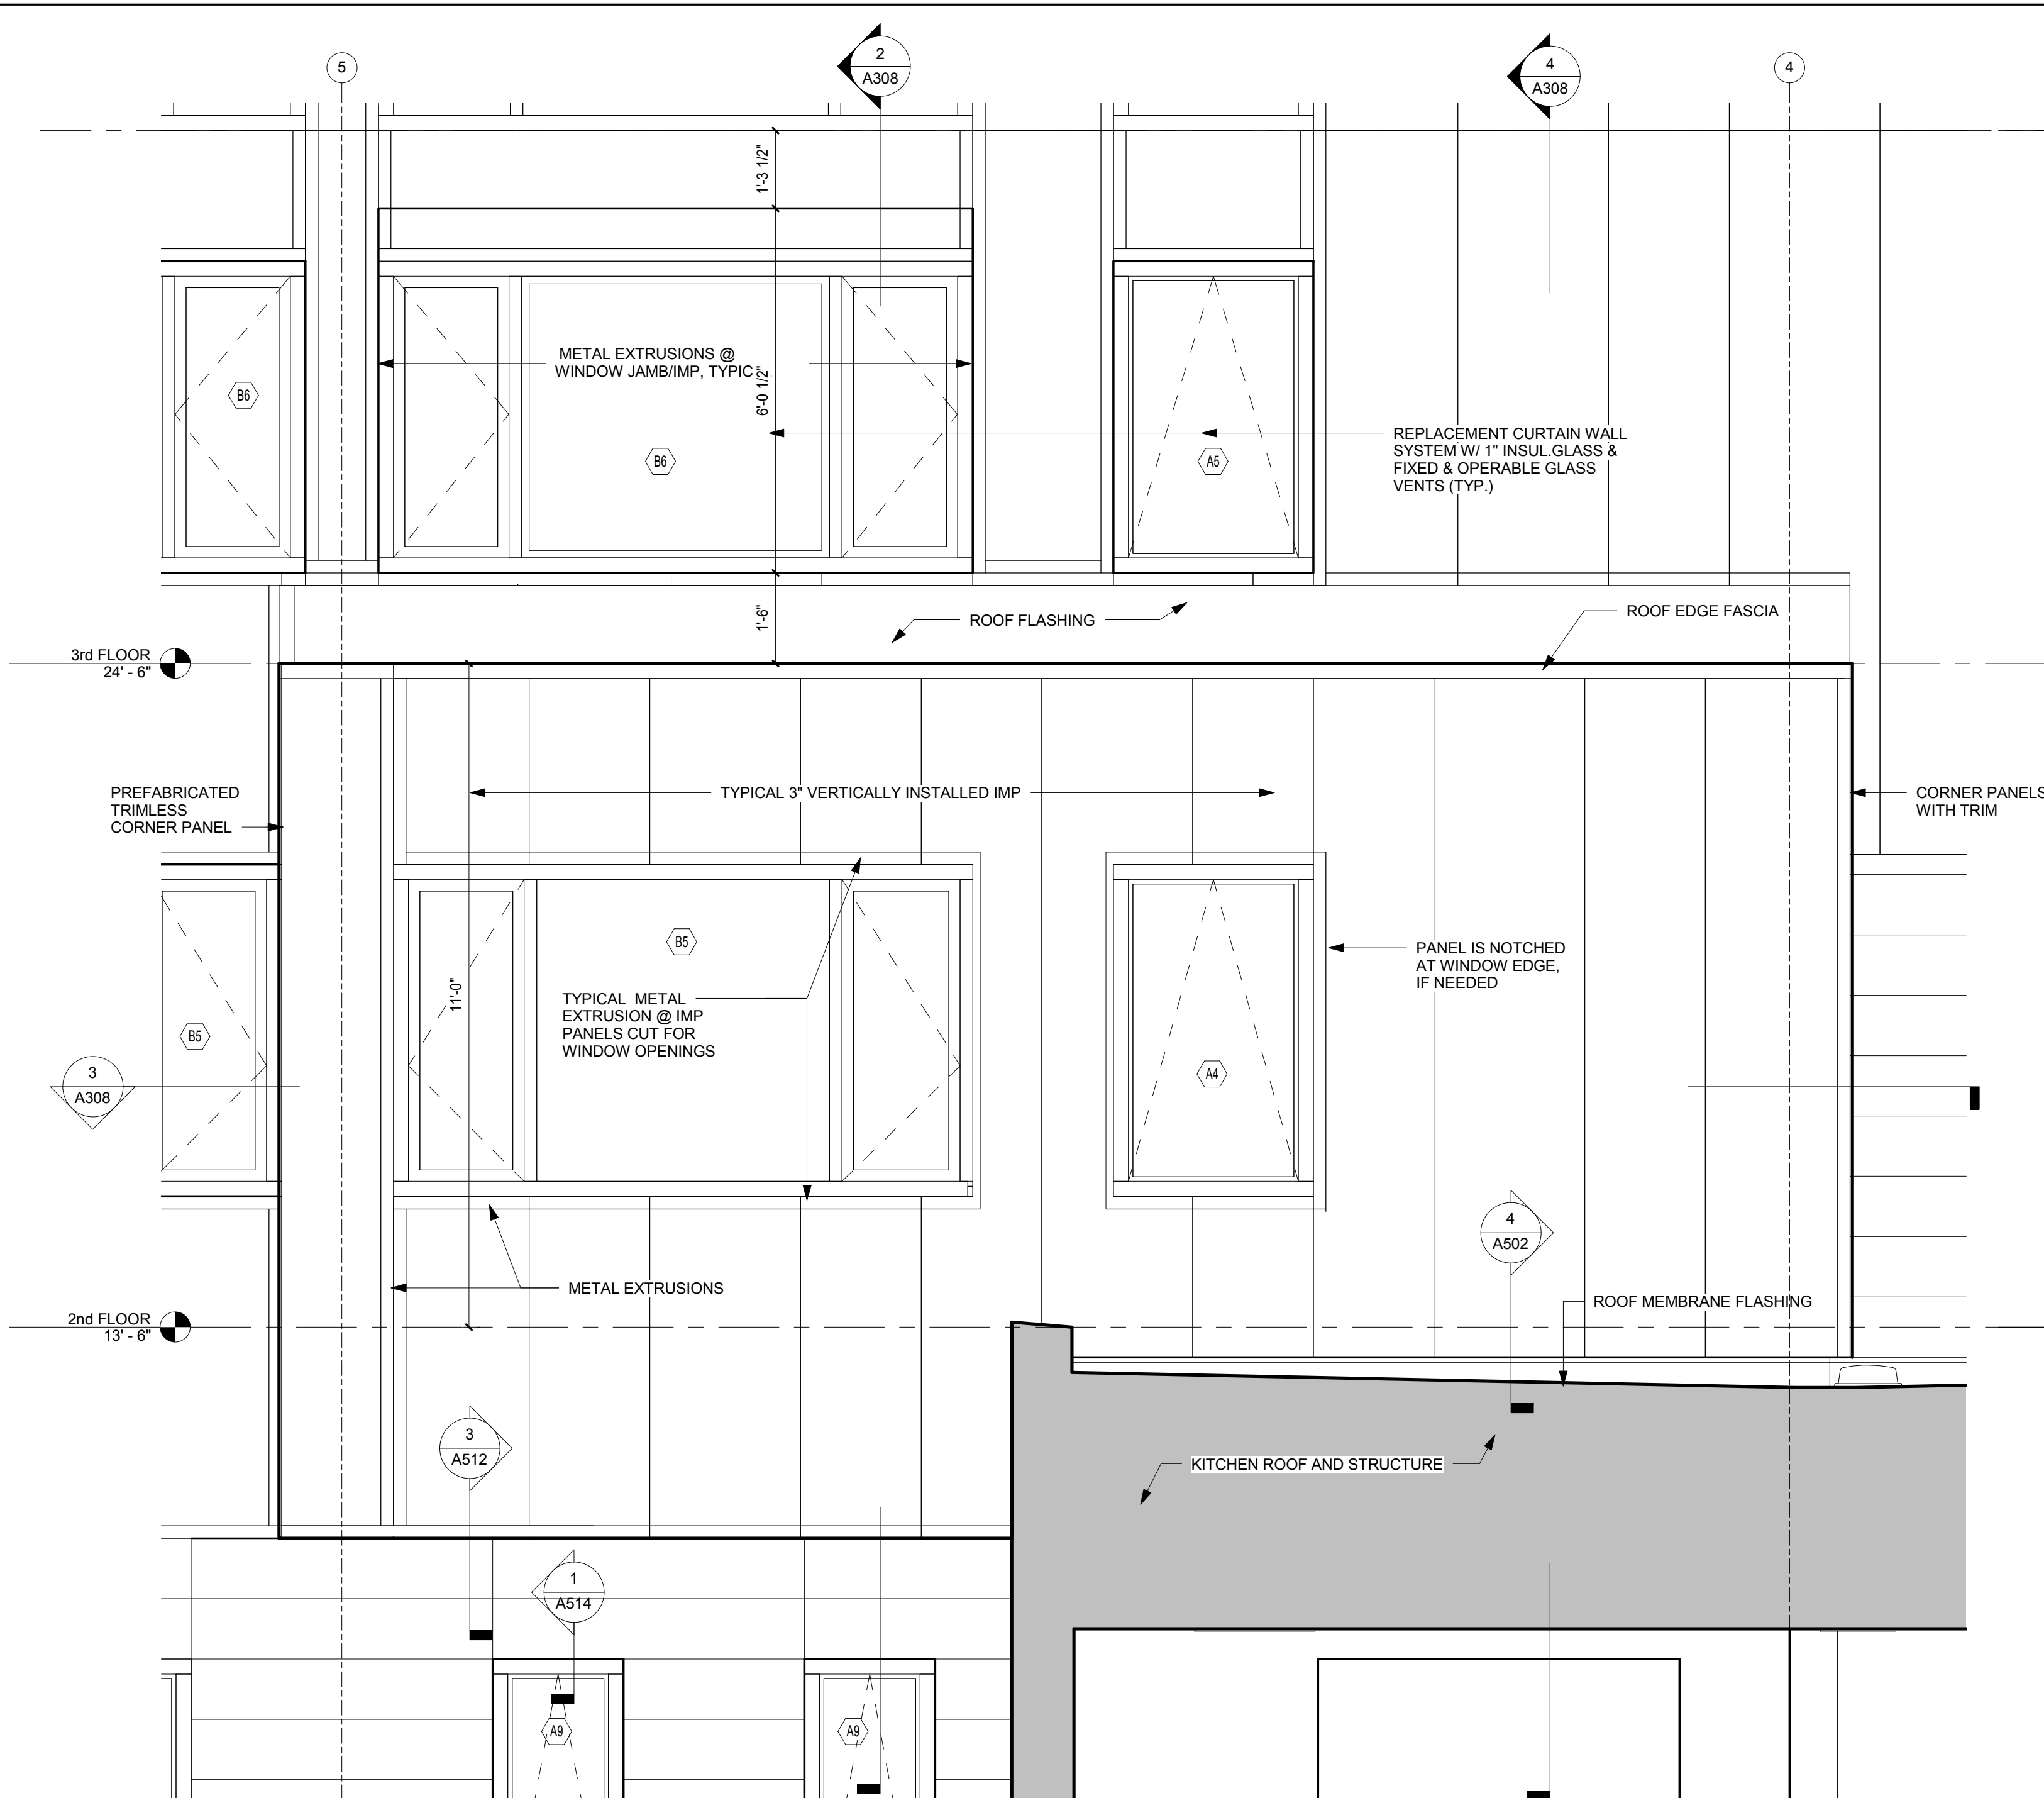 5
2
A308
4
A308
4
1'-3 1/2"
METAL EXTRUSIONS @
WINDOW JAMB/IMP, TYPIC
6'-0 1/2"
B6
B6
A5
REPLACEMENT CURTAIN WALL
SYSTEM W/ 1" INSUL.GLASS &
FIXED & OPERABLE GLASS
VENTS (TYP.)
1'-6"
ROOF FLASHING
ROOF EDGE FASCIA
3rd FLOOR
24' - 6"
PREFABRICATED
TRIMLESS
CORNER PANEL
TYPICAL 3" VERTICALLY INSTALLED IMP
CORNER PANELS
WITH TRIM
B5
PANEL IS NOTCHED
AT WINDOW EDGE,
IF NEEDED
11'-0"
TYPICAL METAL
EXTRUSION @ IMP
PANELS CUT FOR
WINDOW OPENINGS
B5
A4
3
A308
4
A502
METAL EXTRUSIONS
ROOF MEMBRANE FLASHING
2nd FLOOR
13' - 6"
3
A512
KITCHEN ROOF AND STRUCTURE
1
A514
A9
A9